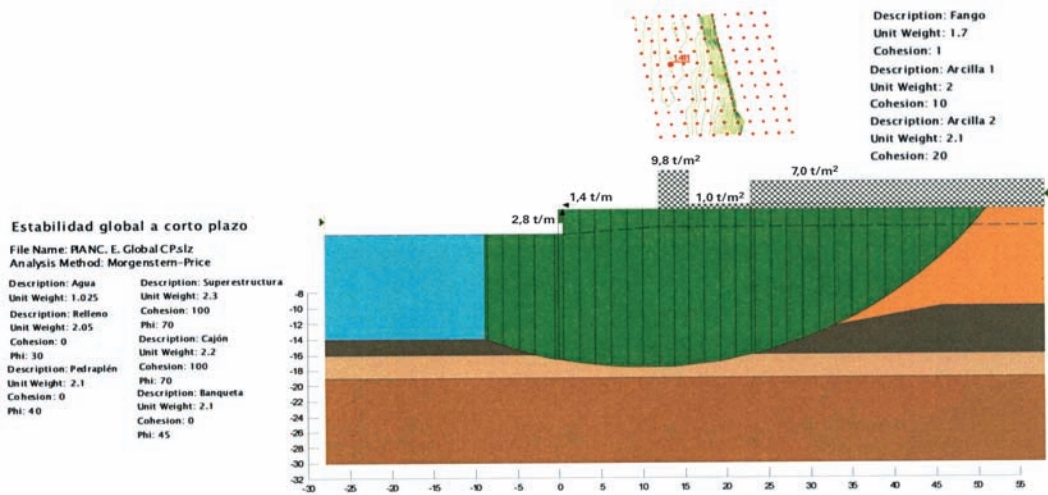 Description: Fango
Unit Weight: 1.7
Cohesion: 1
Description: Arcilla 1
Unit Weight: 2
Cohesion: 10
Description: Arcilla 2
Unit Weight: 2.1
Cohesion: 20
9,8 t/m²
7,0 t/m²
1,4 t/m
1,0 t/m²
2,8 t/m
Estabilidad global a corto plazo
File Name: PIANC. E. Global CP.slz
Analysis Method: Morgenstern-Price
Description: Agua
Unit Weight: 1.025
Description: Relleno
Unit Weight: 2.05
Cohesion: 0
Phi: 30
Description: Pedraplén
Unit Weight: 2.1
Cohesion: 0
Phi: 40
Description: Superestructura
Unit Weight: 2.3
Cohesion: 100
Phi: 70
Description: Cajón
Unit Weight: 2.2
Cohesion: 100
Phi: 70
Description: Banqueta
Unit Weight: 2.1
Cohesion: 0
Phi: 45
-8
-10
-12
-14
-16
-18
-20
-22
-24
-26
-28
-30
-32
-30 -25 -20 -15 -10 -5 0 5 10 15 20 25 30 35 40 45 50 55